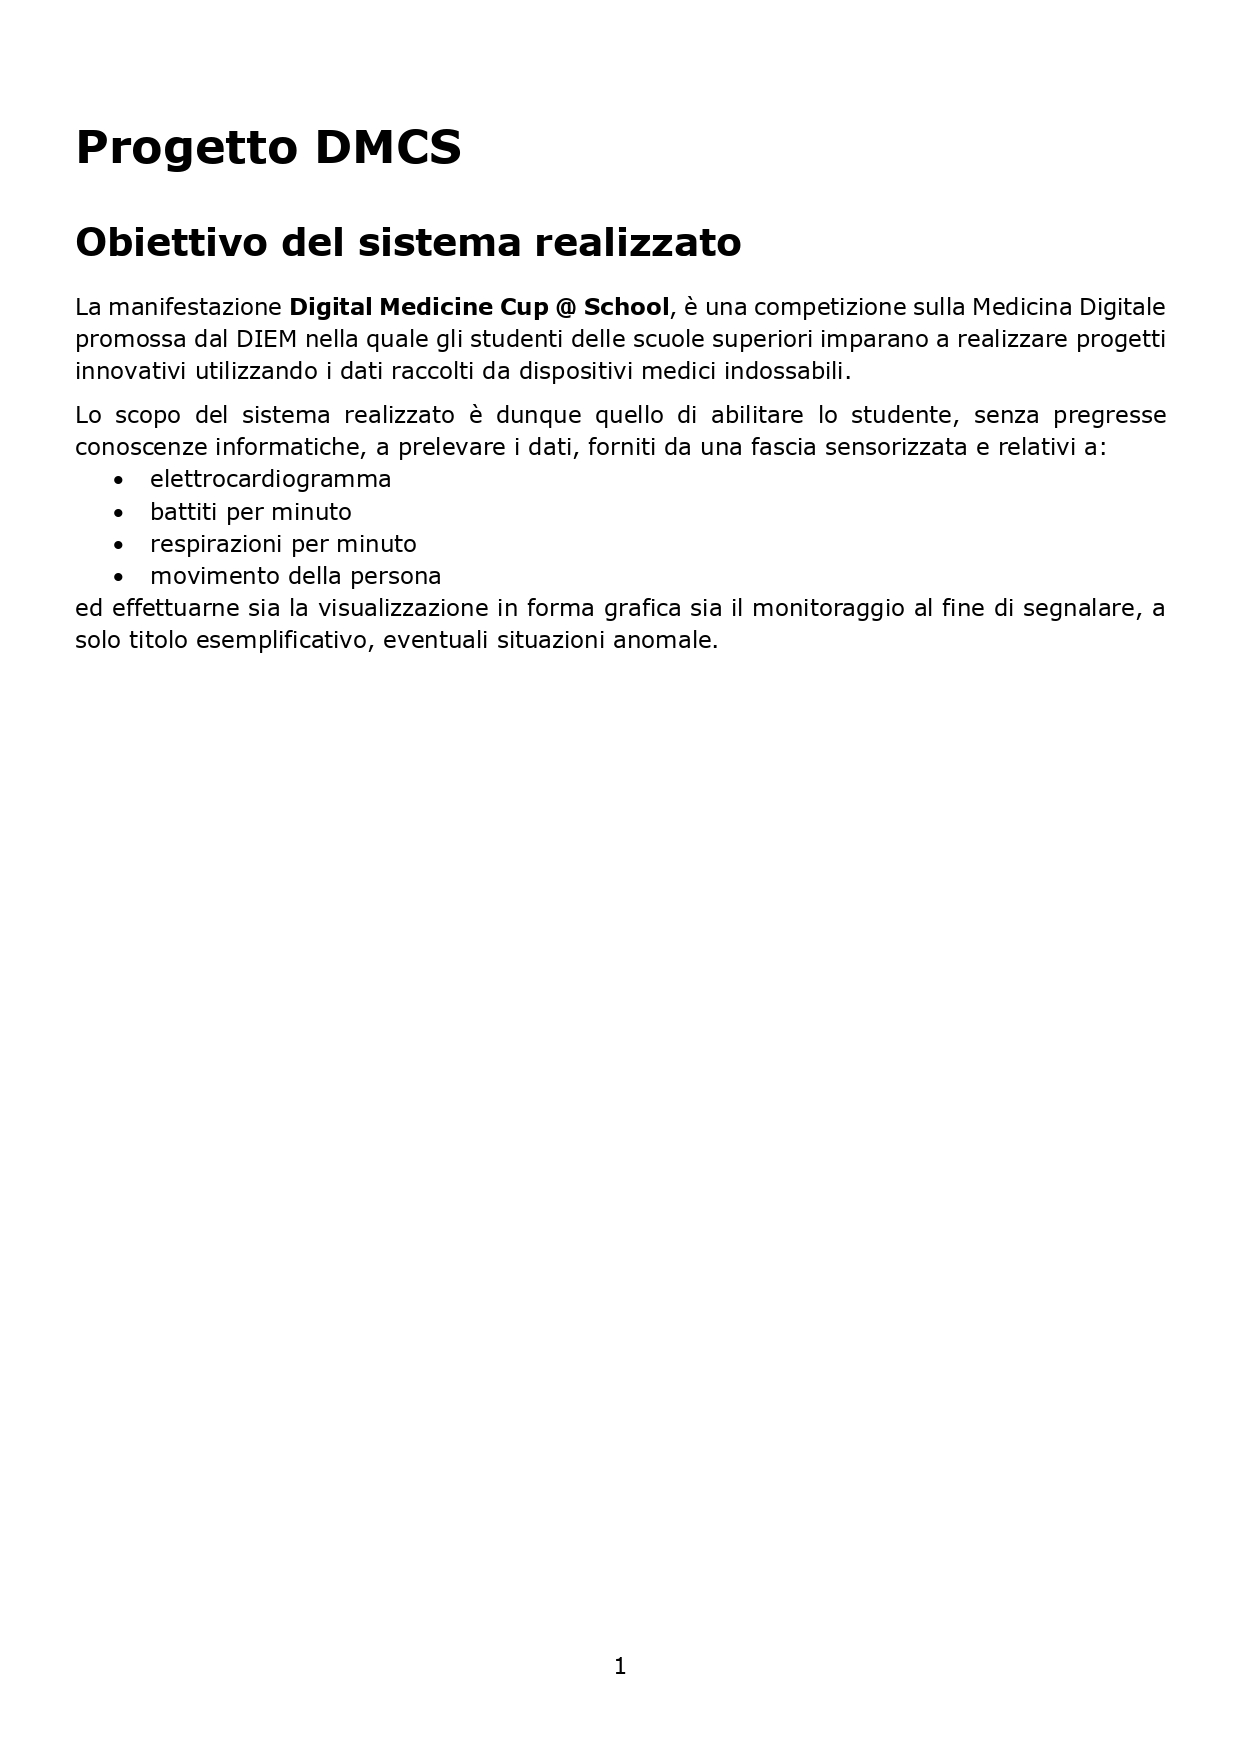 Progetto DMCS
Obiettivo del sistema realizzato
La manifestazione Digital Medicine Cup @ School, è una competizione sulla Medicina Digitale
promossa dal DIEM nella quale gli studenti delle scuole superiori imparano a realizzare progetti
innovativi utilizzando i dati raccolti da dispositivi medici indossabili.
Lo scopo del sistema realizzato è dunque quello di abilitare lo studente, senza pregresse
conoscenze informatiche, a prelevare i dati, forniti da una fascia sensorizzata e relativi a:
• elettrocardiogramma
• battiti per minuto
• respirazioni per minuto
• movimento della persona
ed effettuarne sia la visualizzazione in forma grafica sia il monitoraggio al fine di segnalare, a
solo titolo esemplificativo, eventuali situazioni anomale.
1